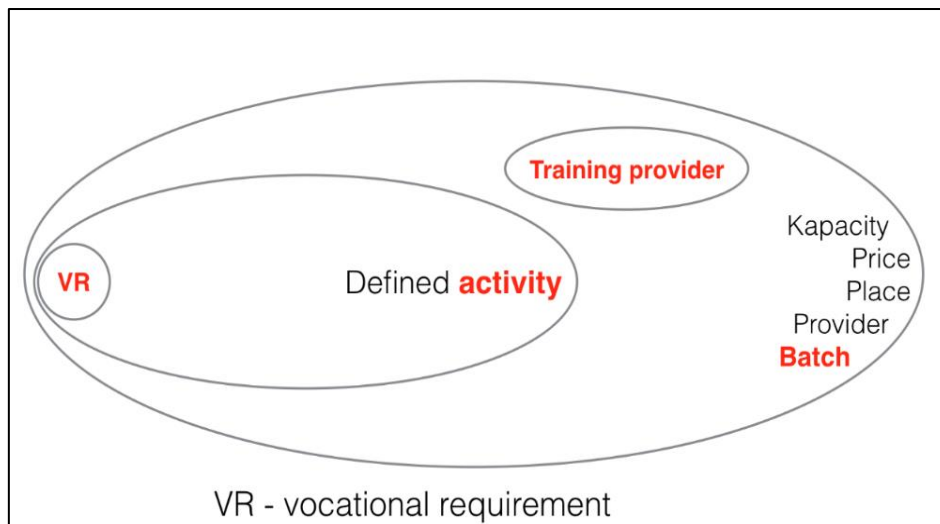 Training provider
Kapacity
Price
VR
Defined activity
Place
Provider
Batch
VR - vocational requirement